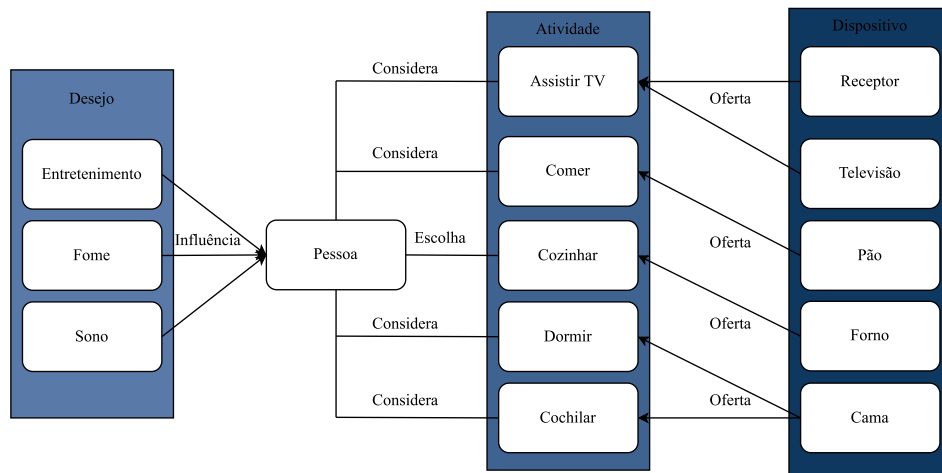 Desejo
Entretenimento
Fome
Sono
Influência
Pessoa
Considera
Considera
Escolha
Considera
Considera
Atividade
Assistir TV
Comer
Cozinhar
Dormir
Cochilar
Oferta
Oferta
Oferta
Oferta
Dispositivo
Receptor
Televisão
Pão
Forno
Cama